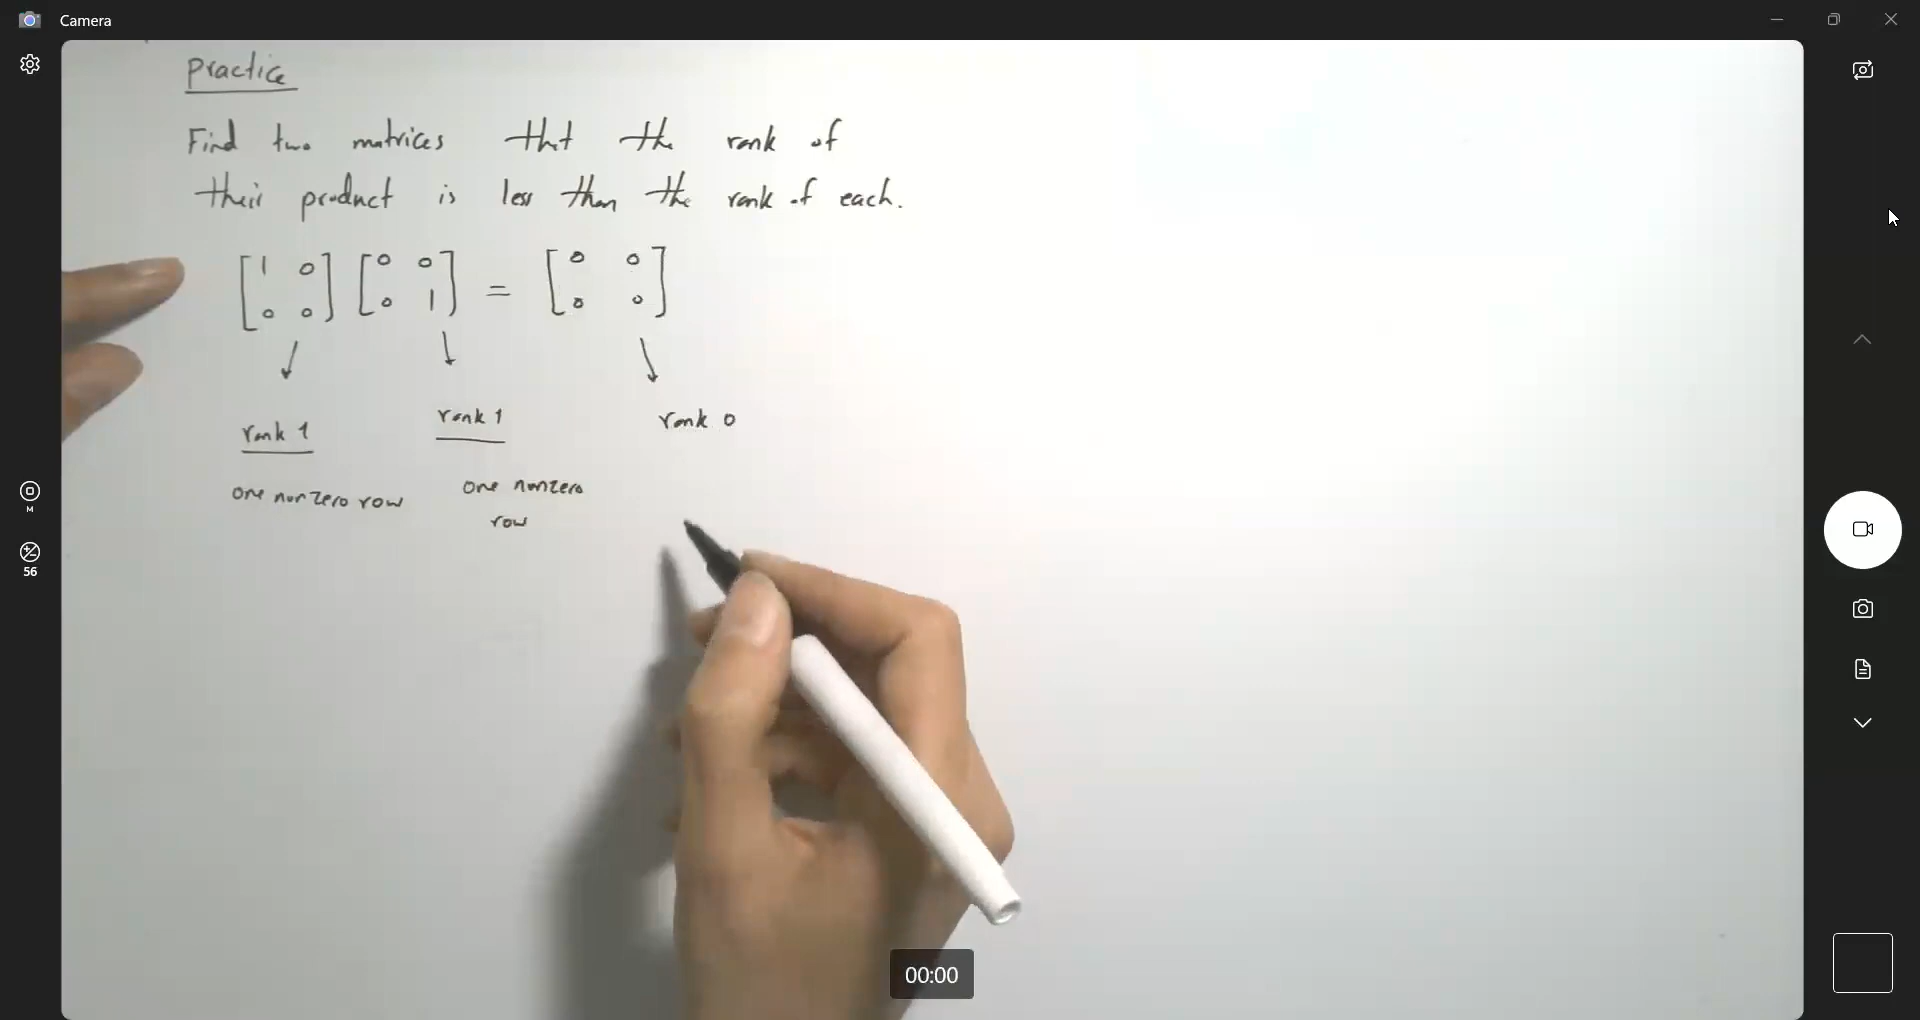 Camera
Practice
Find two matrices that the rank of
their product is less than the rank of each.
[1 0 [0 0 = [0 0
0 0] 0 1] 0 0]
rank 1 rank 1 rank 0
one nonzero row one nonzero
row
M
56
00:00